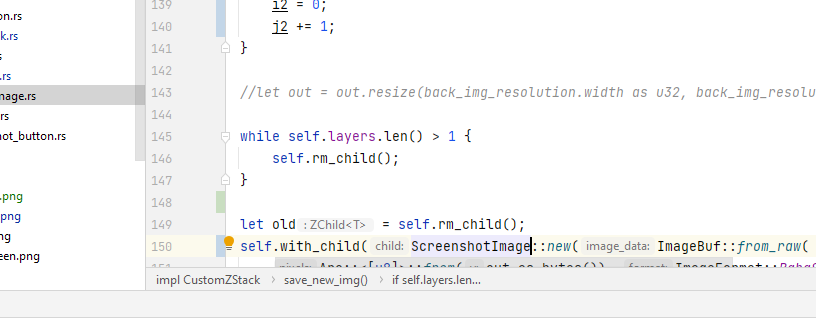 on.rs
k.rs
s
.rs
mage.rs
rs
not_button.rs
.png
.png
ng
een.png
139 i2 = 0;
140 j2 += 1;
141 }
142
143 //let out = out.resize(back_img_resolution.width as u32, back_img_resolu
144
145 while self.layers.len() > 1 {
146 self.rm_child();
147 }
148
149 let old :ZChild<T> = self.rm_child();
150 self.with_child( child: ScreenshotImage::new( image_data: ImageBuf::from_raw(
impl CustomZStack > save_new_img() > if self.layers.len...